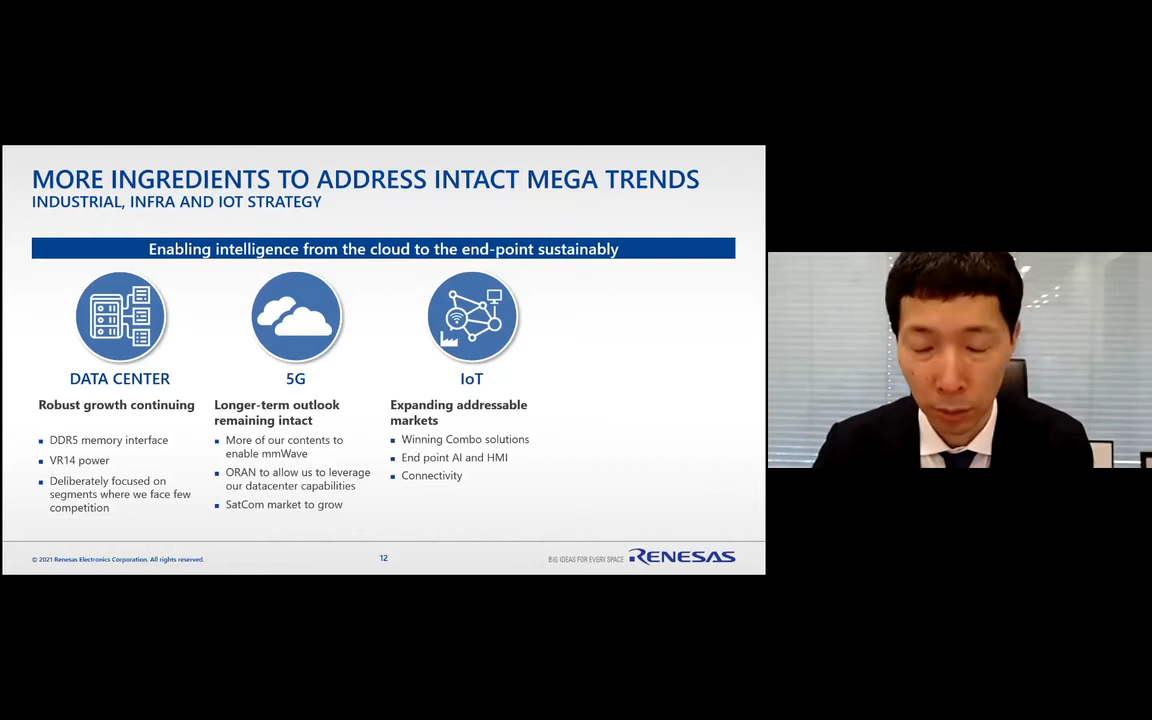 MORE INGREDIENTS TO ADDRESS INTACT MEGA TRENDS
INDUSTRIAL, INFRA AND IOT STRATEGY
Enabling intelligence from the cloud to the end-point sustainably
DATA CENTER
Robust growth continuing
DDR5 memory interface
VR14 power
Deliberately focused on
segments where we face few
competition
5G
Longer-term outlook
remaining intact
More of our contents to
enable mmWave
ORAN to allow us to leverage
our datacenter capabilities
SatCom market to grow
IoT
Expanding addressable
markets
Winning Combo solutions
End point AI and HMI
Connectivity
© 2021 Renesas Electronics Corporation. All rights reserved.
12
BIG IDEAS FOR EVERY SPACE RENESAS